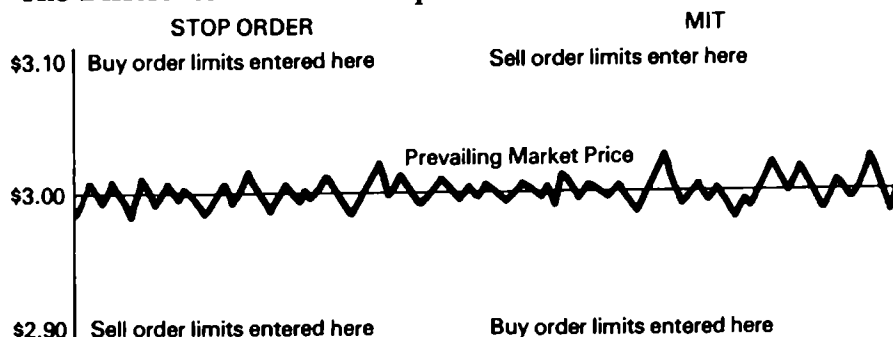 STOP ORDER MIT
$3.10 Buy order limits entered here Sell order limits enter here
Prevailing Market Price
$3.00
$2.90 Sell order limits entered here Buy order limits entered here